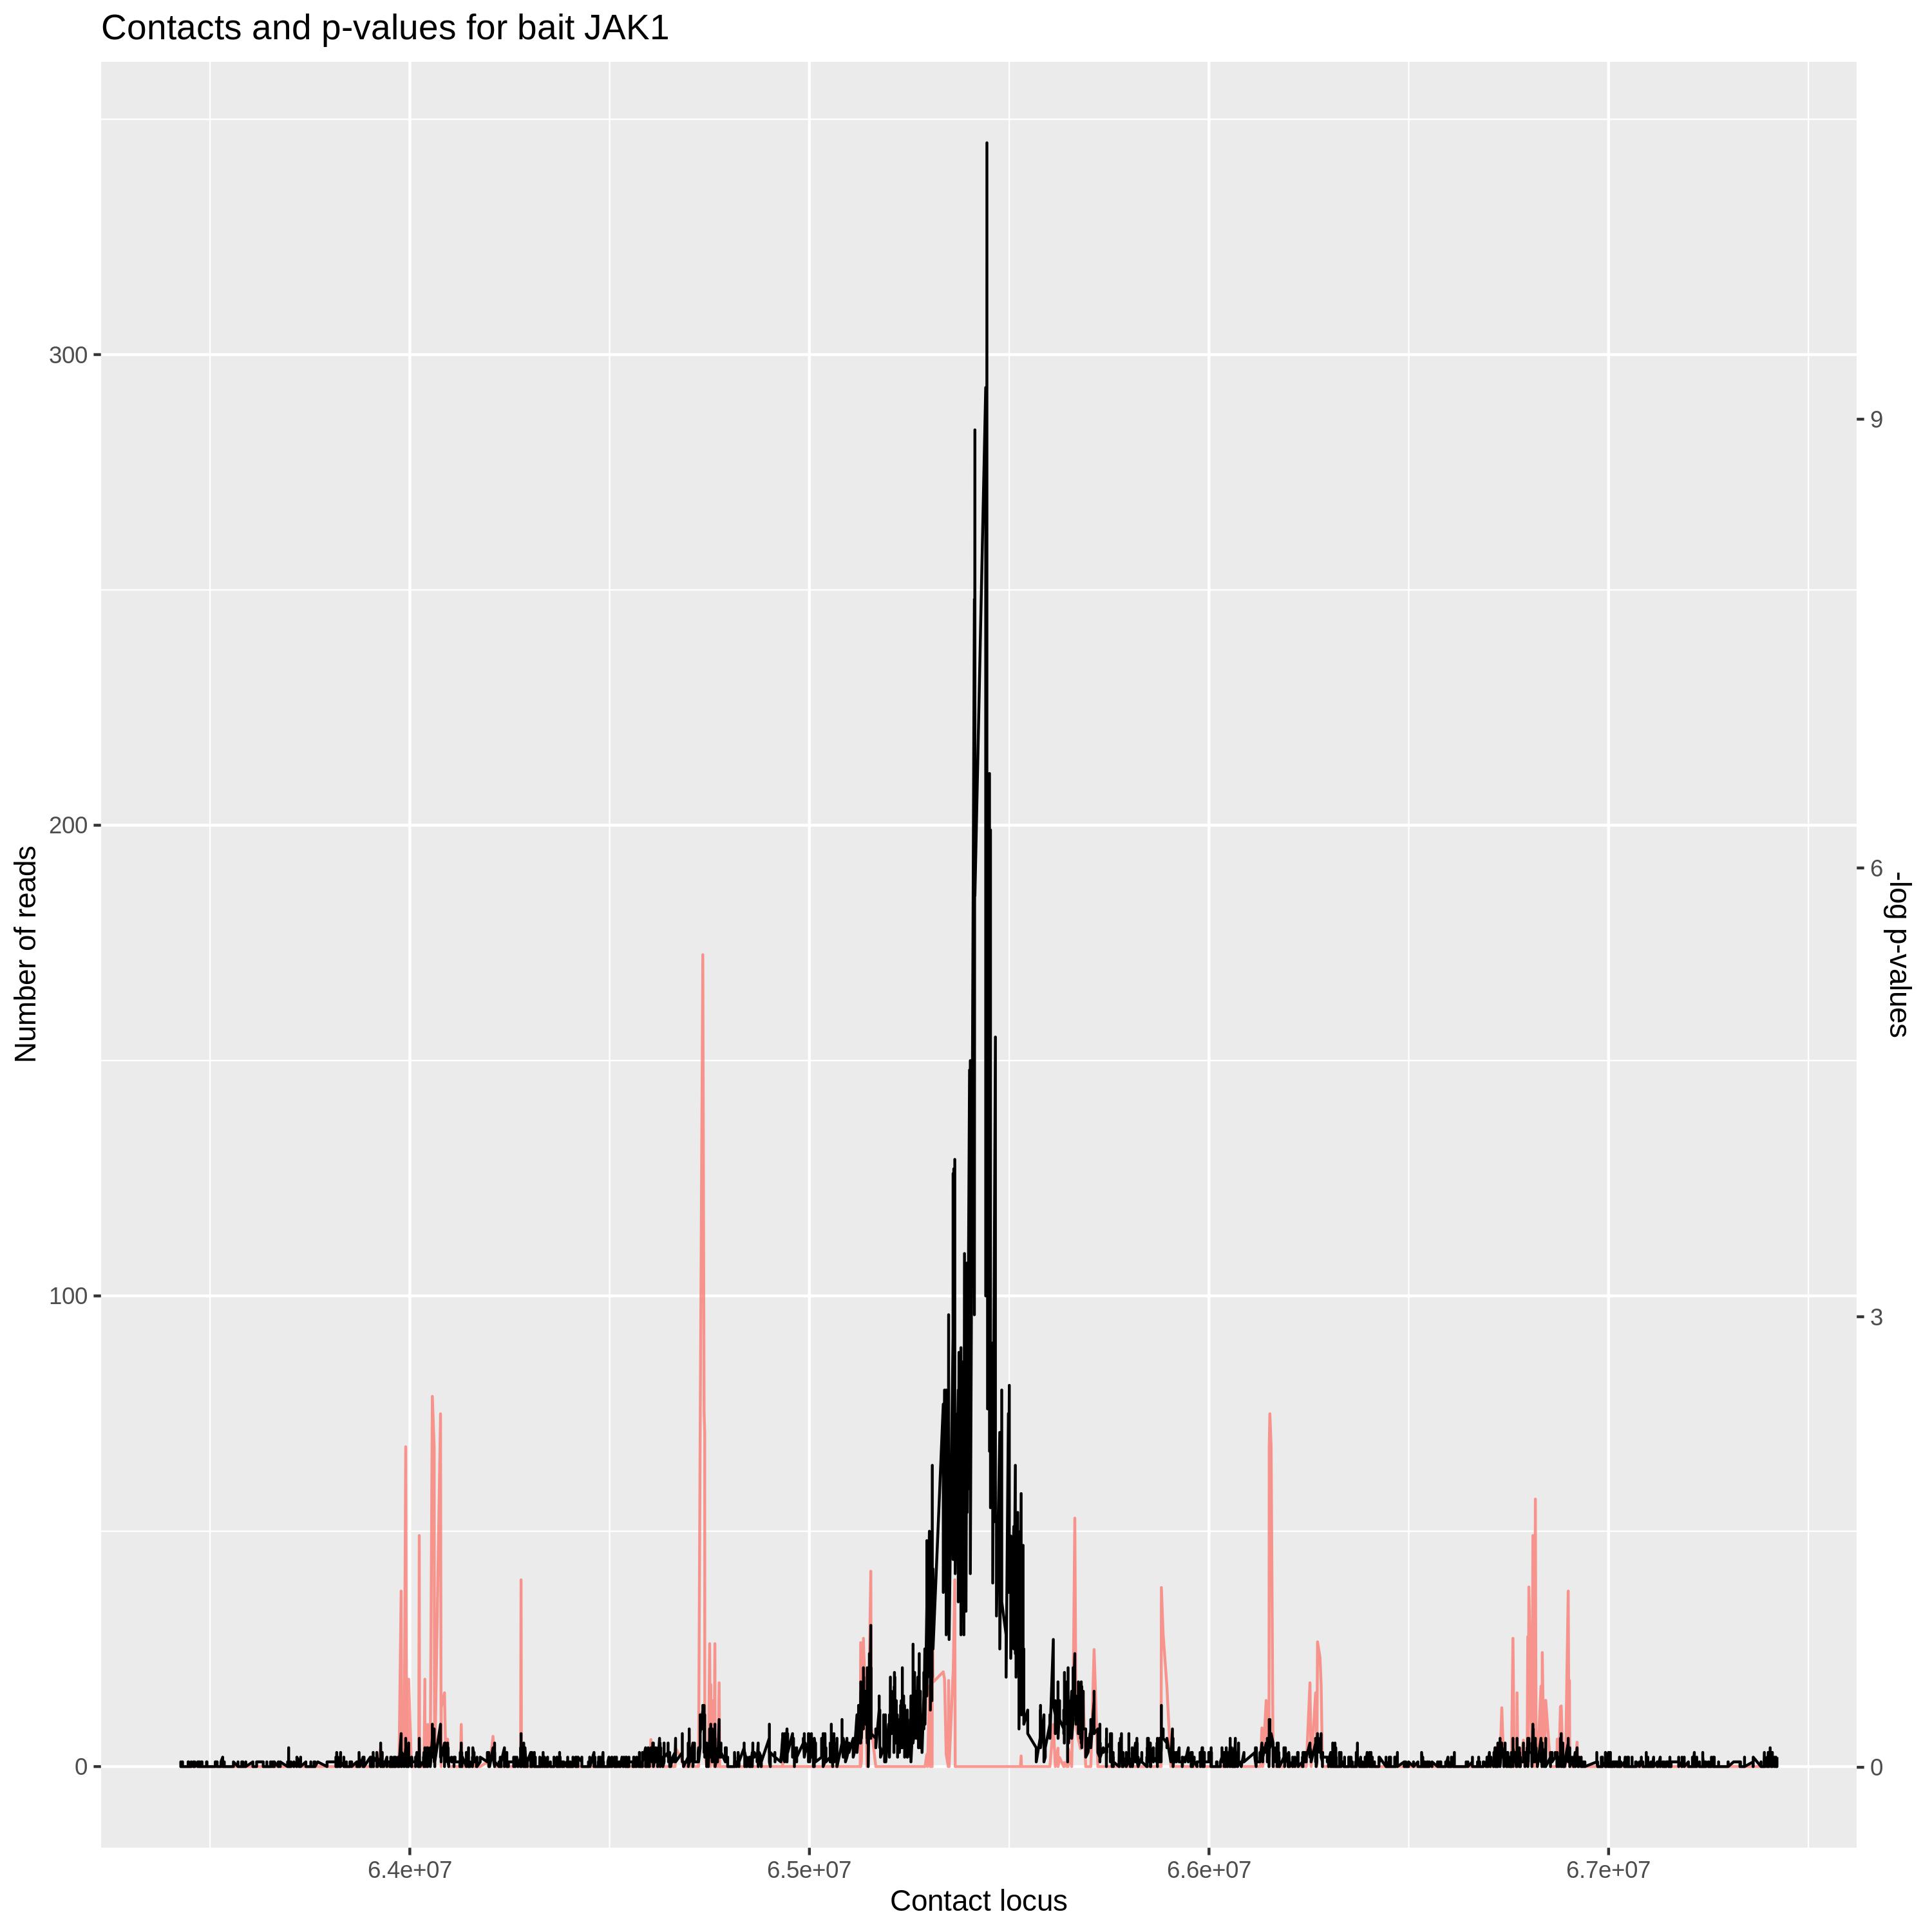 Contacts and p-values for bait JAK1
300
200
100
0
Number of reads
9
6
3
0
-log p-values
6.4e+07 6.5e+07 6.6e+07 6.7e+07
Contact locus